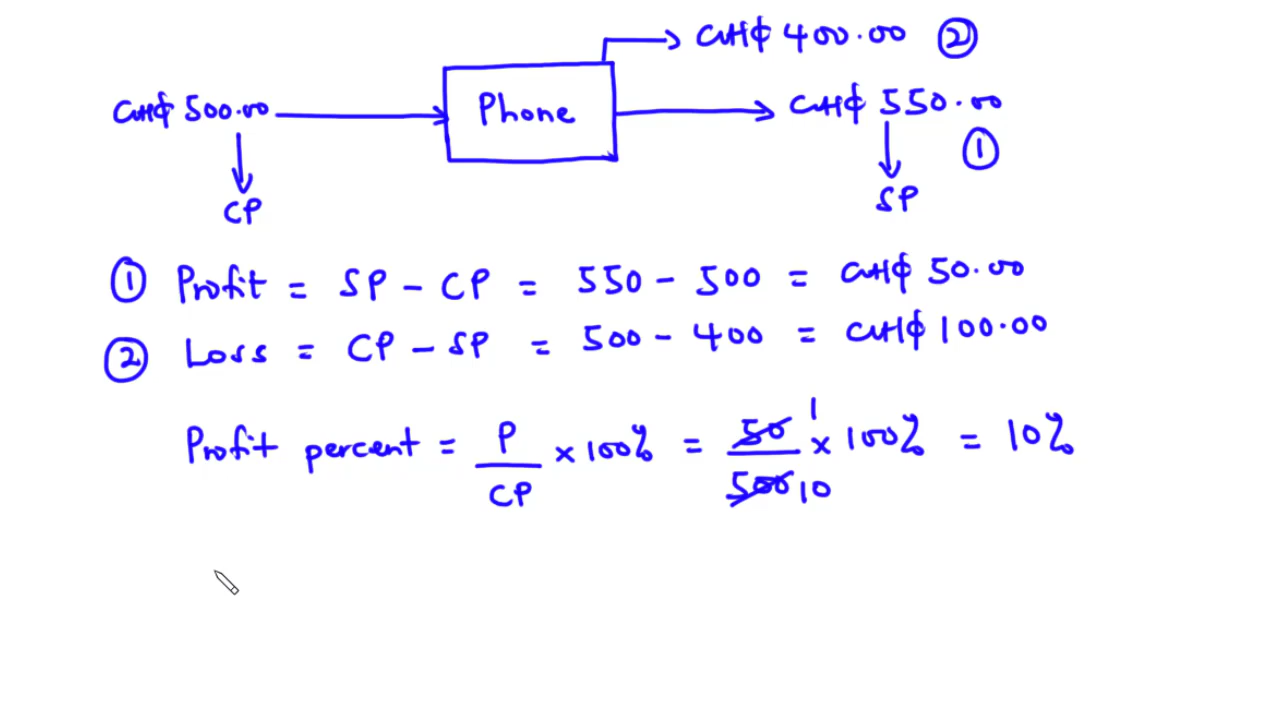 GH¢ 400.00 ②
GH¢ 500.00 Phone GH¢ 550.00
①
CP SP
① Profit = SP - CP = 550 - 500 = GH¢ 50.00
② Loss = CP - SP = 500 - 400 = GH¢ 100.00
Profit percent = P/CP × 100% = 50/500 × 100% = 10%
1
10